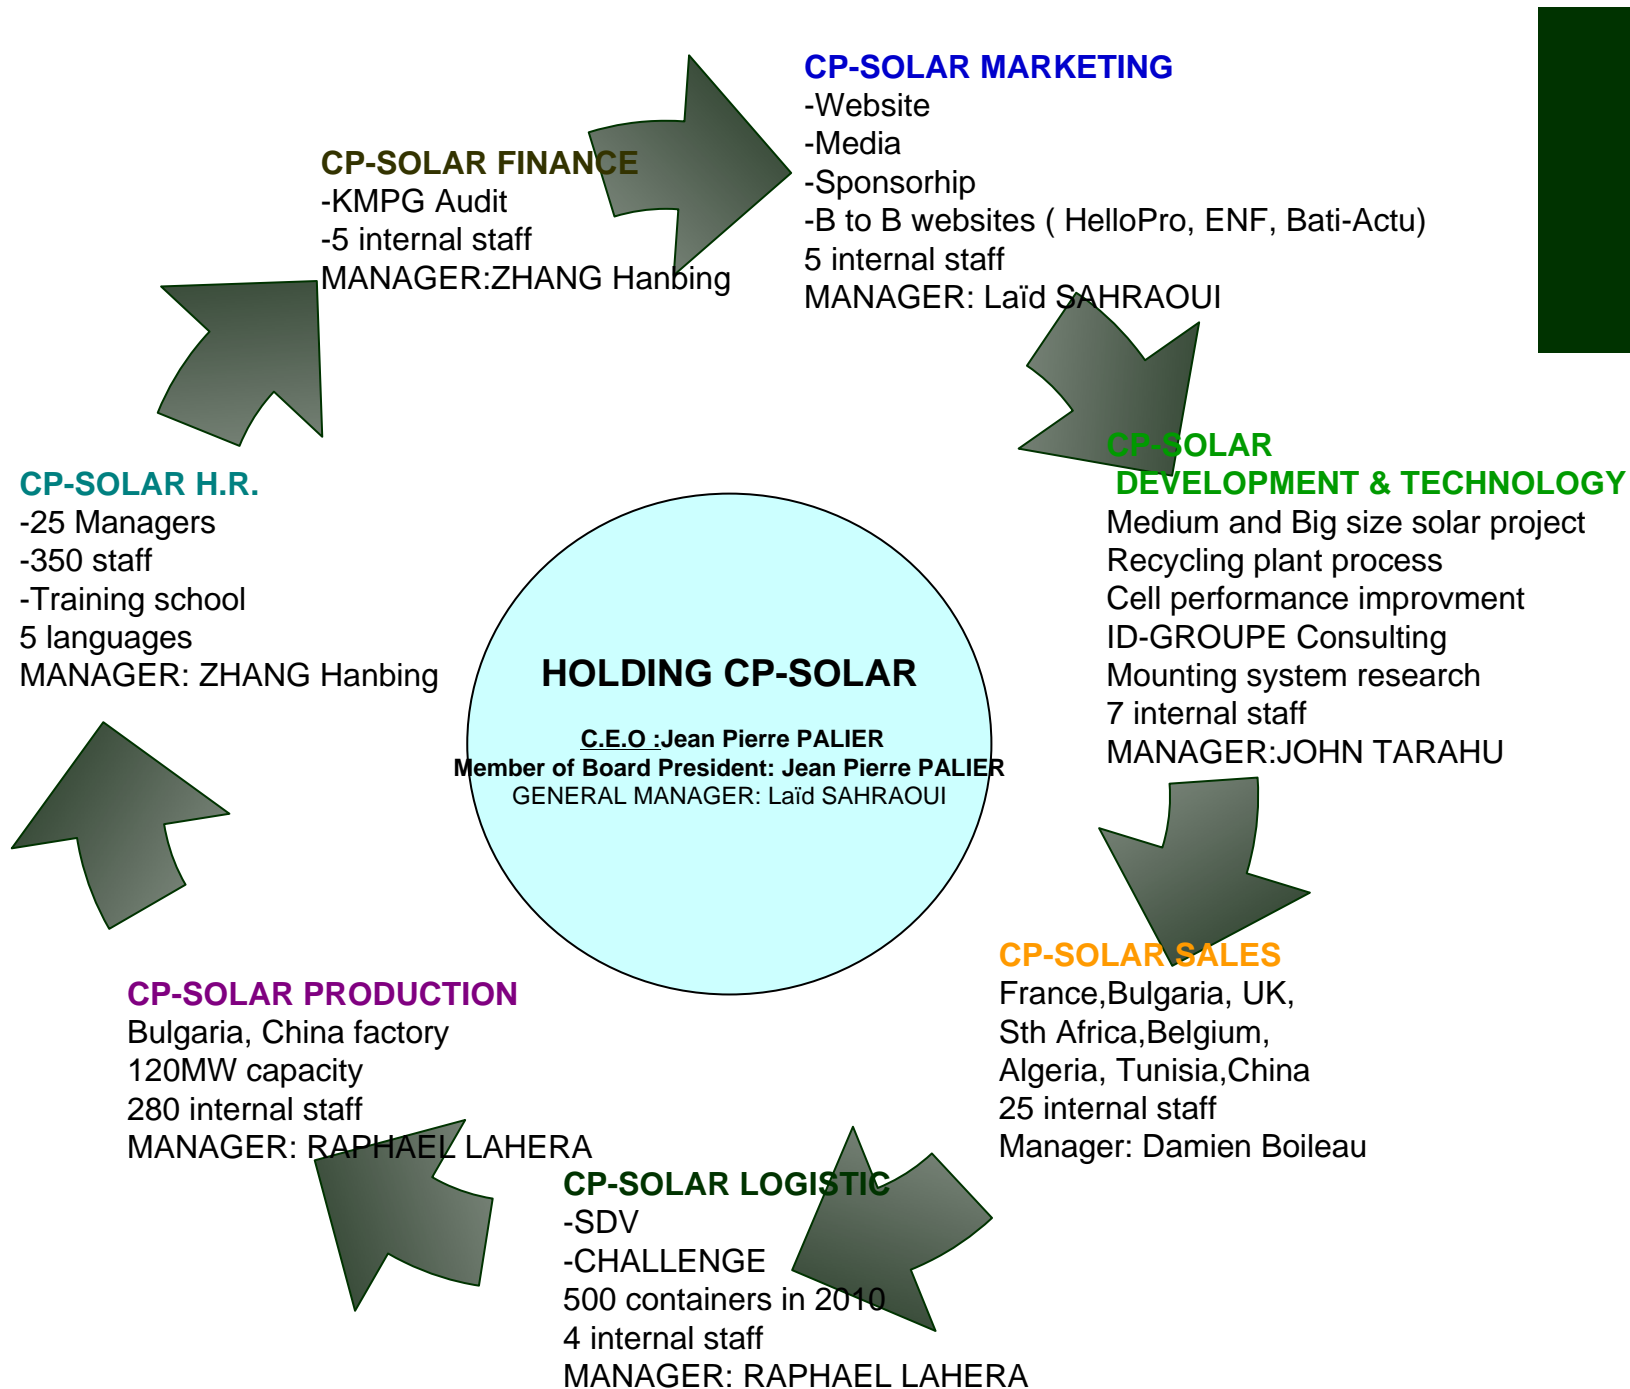 CP-SOLAR MARKETING
-Website
-Media
-Sponsorhip
-B to B websites ( HelloPro, ENF, Bati-Actu)
5 internal staff
MANAGER: Laïd SAHRAOUI
CP-SOLAR FINANCE
-KMPG Audit
-5 internal staff
MANAGER:ZHANG Hanbing
CP-SOLAR
DEVELOPMENT & TECHNOLOGY
Medium and Big size solar project
Recycling plant process
Cell performance improvment
ID-GROUPE Consulting
Mounting system research
7 internal staff
MANAGER:JOHN TARAHU
CP-SOLAR H.R.
-25 Managers
-350 staff
-Training school
5 languages
MANAGER: ZHANG Hanbing
HOLDING CP-SOLAR
C.E.O :Jean Pierre PALIER
Member of Board President: Jean Pierre PALIER
GENERAL MANAGER: Laïd SAHRAOUI
CP-SOLAR SALES
France,Bulgaria, UK,
Sth Africa,Belgium,
Algeria, Tunisia,China
25 internal staff
Manager: Damien Boileau
CP-SOLAR PRODUCTION
Bulgaria, China factory
120MW capacity
280 internal staff
MANAGER: RAPHAEL LAHERA
CP-SOLAR LOGISTIC
-SDV
-CHALLENGE
500 containers in 2010
4 internal staff
MANAGER: RAPHAEL LAHERA